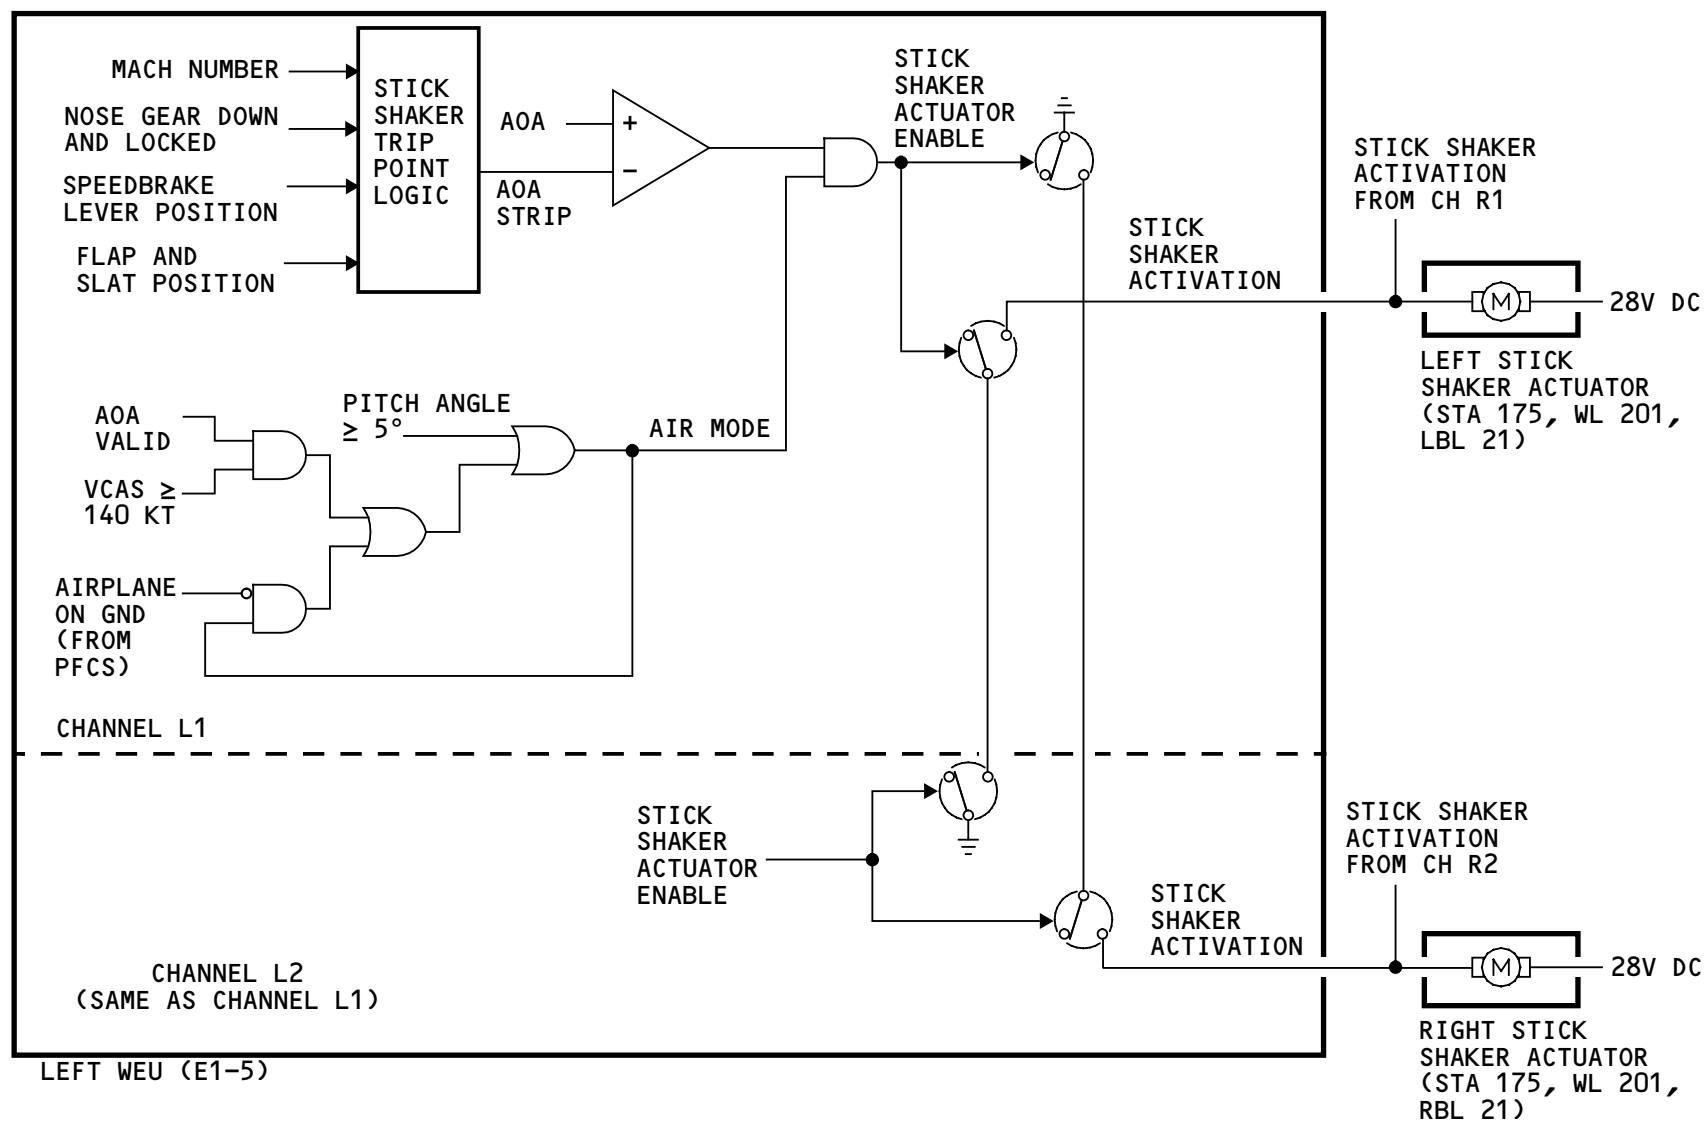 MACH NUMBER
NOSE GEAR DOWN
AND LOCKED
SPEEDBRAKE
LEVER POSITION
FLAP AND
SLAT POSITION
STICK
SHAKER
TRIP
POINT
LOGIC
AOA
AOA
STRIP
+
−
STICK
SHAKER
ACTUATOR
ENABLE
STICK
SHAKER
ACTIVATION
STICK SHAKER
ACTIVATION
FROM CH R1
M
28V DC
LEFT STICK
SHAKER ACTUATOR
(STA 175, WL 201,
LBL 21)
AOA
VALID
VCAS ≥
140 KT
PITCH ANGLE
≥ 5°
AIR MODE
AIRPLANE
ON GND
(FROM
PFCS)
CHANNEL L1
STICK
SHAKER
ACTUATOR
ENABLE
STICK
SHAKER
ACTIVATION
STICK SHAKER
ACTIVATION
FROM CH R2
M
28V DC
RIGHT STICK
SHAKER ACTUATOR
(STA 175, WL 201,
RBL 21)
CHANNEL L2
(SAME AS CHANNEL L1)
LEFT WEU (E1-5)